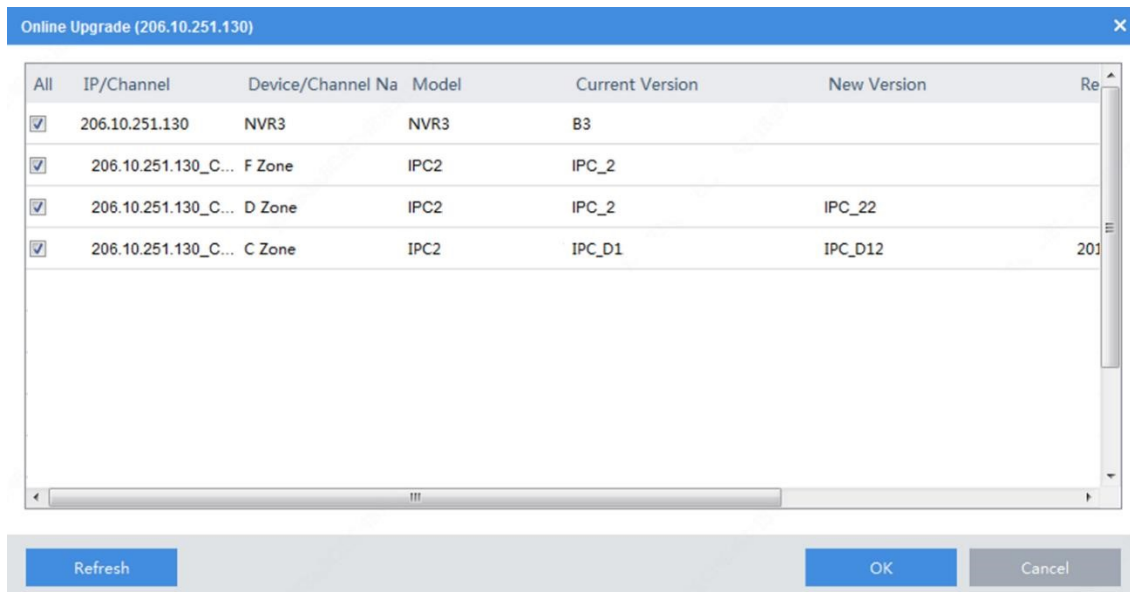 Online Upgrade (206.10.251.130)
All IP/Channel Device/Channel Na Model Current Version New Version Re
206.10.251.130 NVR3 NVR3 B3
206.10.251.130_C... F Zone IPC2 IPC_2
206.10.251.130_C... D Zone IPC2 IPC_2 IPC_22
206.10.251.130_C... C Zone IPC2 IPC_D1 IPC_D12 201
Refresh OK Cancel